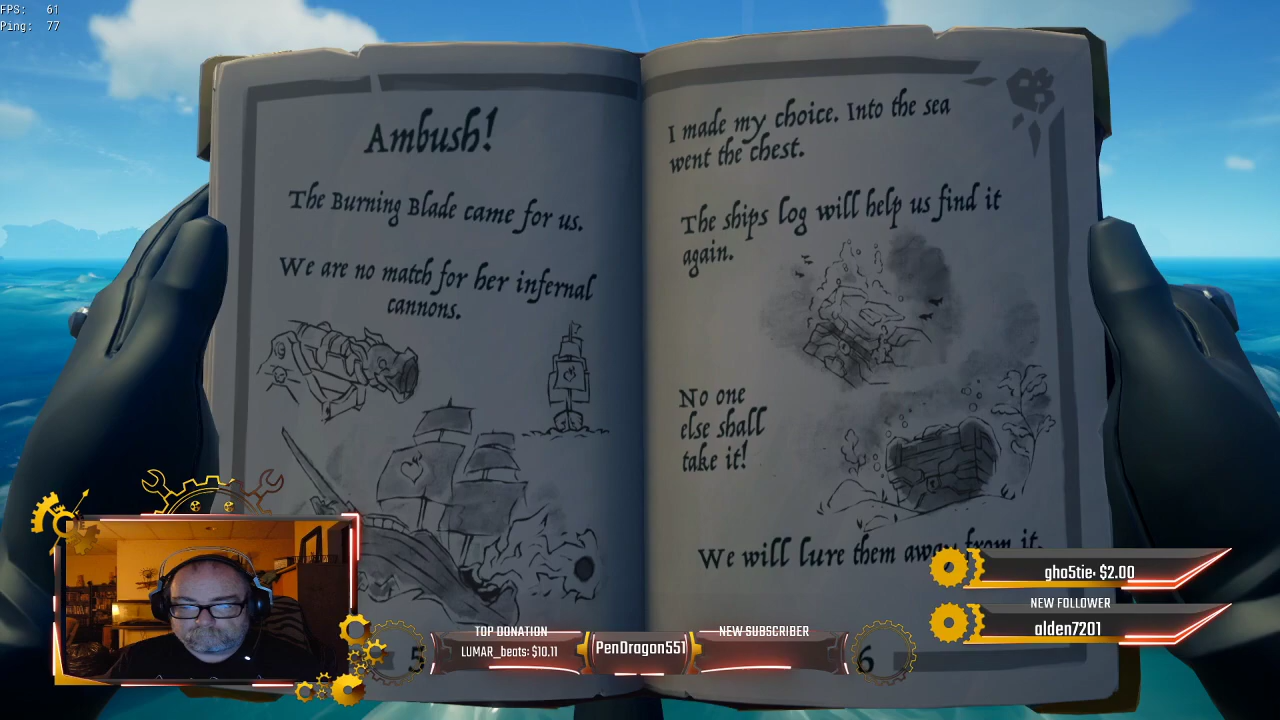 FPS: 61
Ping: 77
Ambush!
The Burning Blade came for us.
We are no match for her infernal
cannons.
5
I made my choice. Into the sea
went the chest.
The ships log will help us find it
again.
No one
else shall
take it!
We will lure them away from it.
6
TOP DONATION
LUMAR_beats: $10.11
PenDragon551
NEW SUBSCRIBER
gho5tie: $2.00
NEW FOLLOWER
alden7201